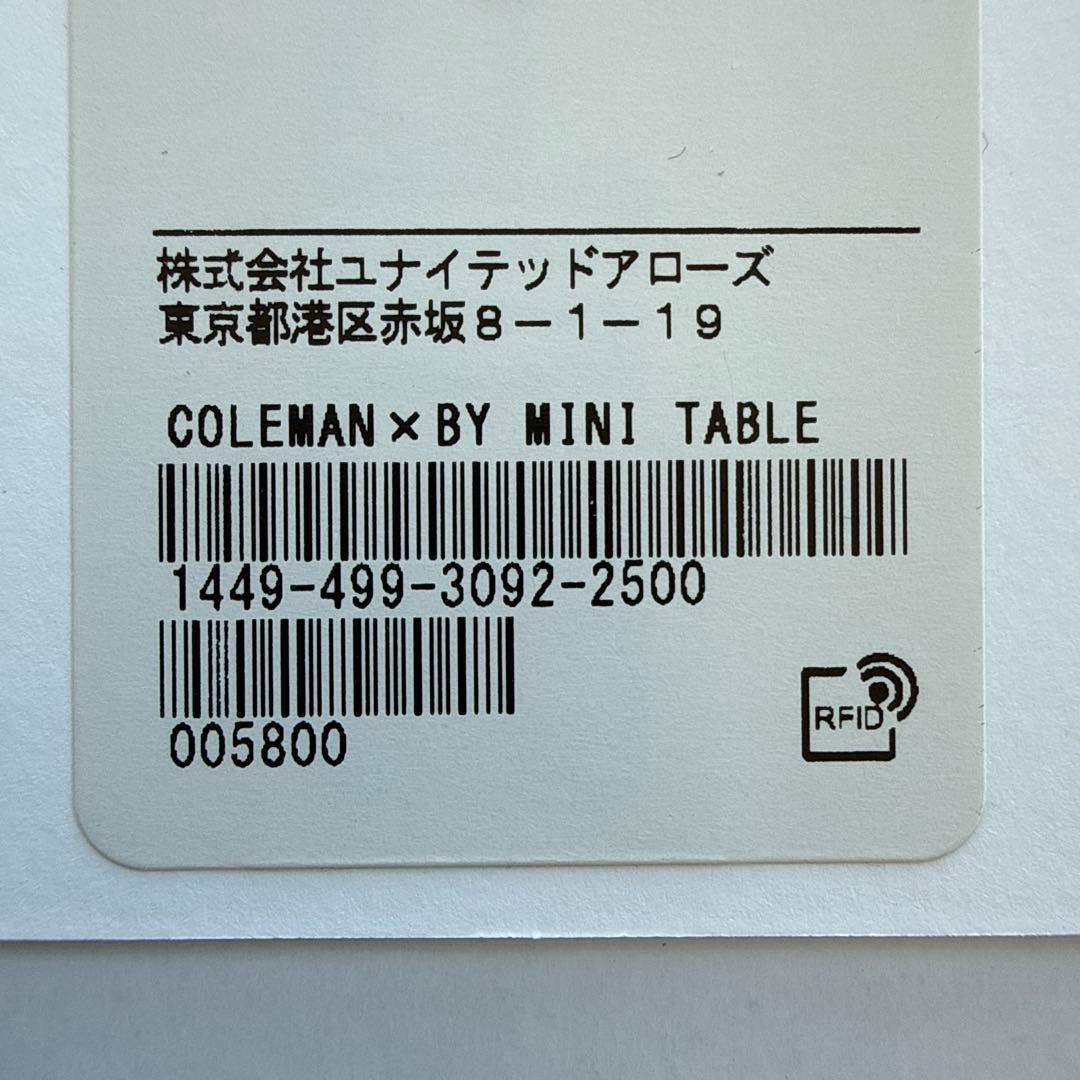 株式会社ユナイテッドアローズ
東京都港区赤坂８－１－１９
COLEMAN×BY MINI TABLE
1449-499-3092-2500
005800
RFID